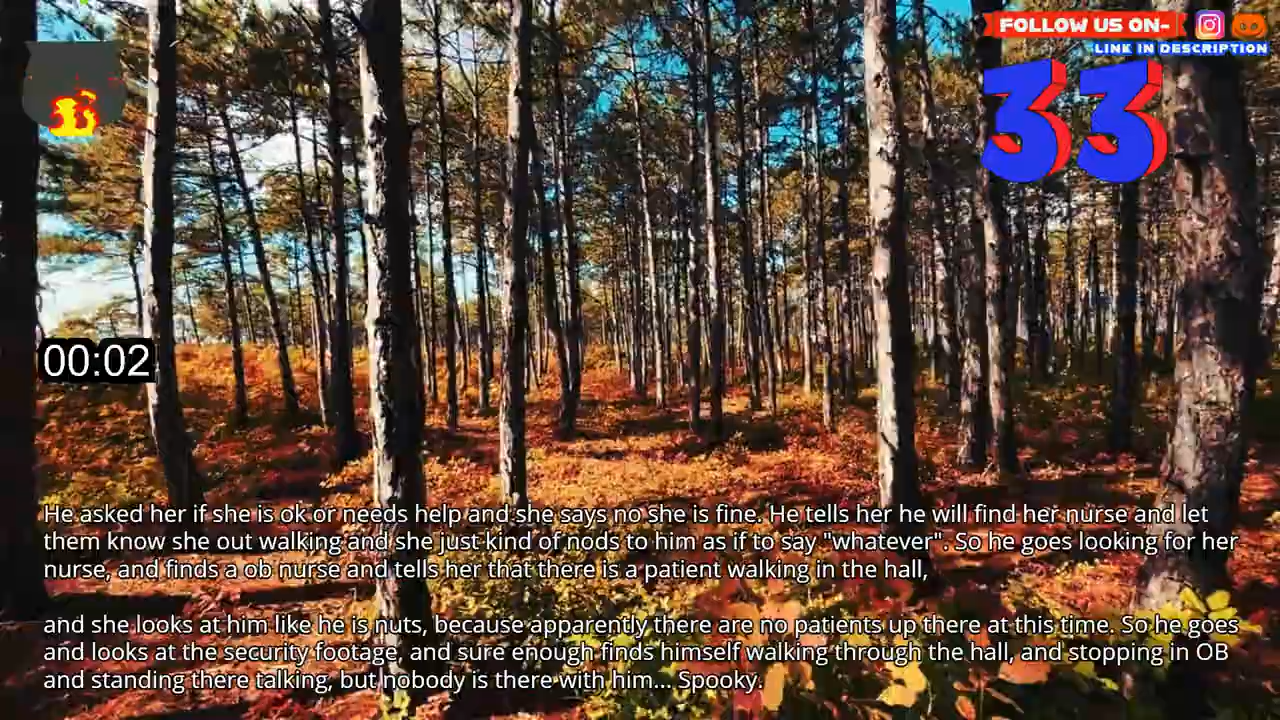 FOLLOW US ON-
LINK IN DESCRIPTION
33
00:02
He asked her if she is ok or needs help and she says no she is fine. He tells her he will find her nurse and let
them know she out walking and she just kind of nods to him as if to say "whatever". So he goes looking for her
nurse, and finds a ob nurse and tells her that there is a patient walking in the hall,
and she looks at him like he is nuts, because apparently there are no patients up there at this time. So he goes
and looks at the security footage, and sure enough finds himself walking through the hall, and stopping in OB
and standing there talking, but nobody is there with him... Spooky.